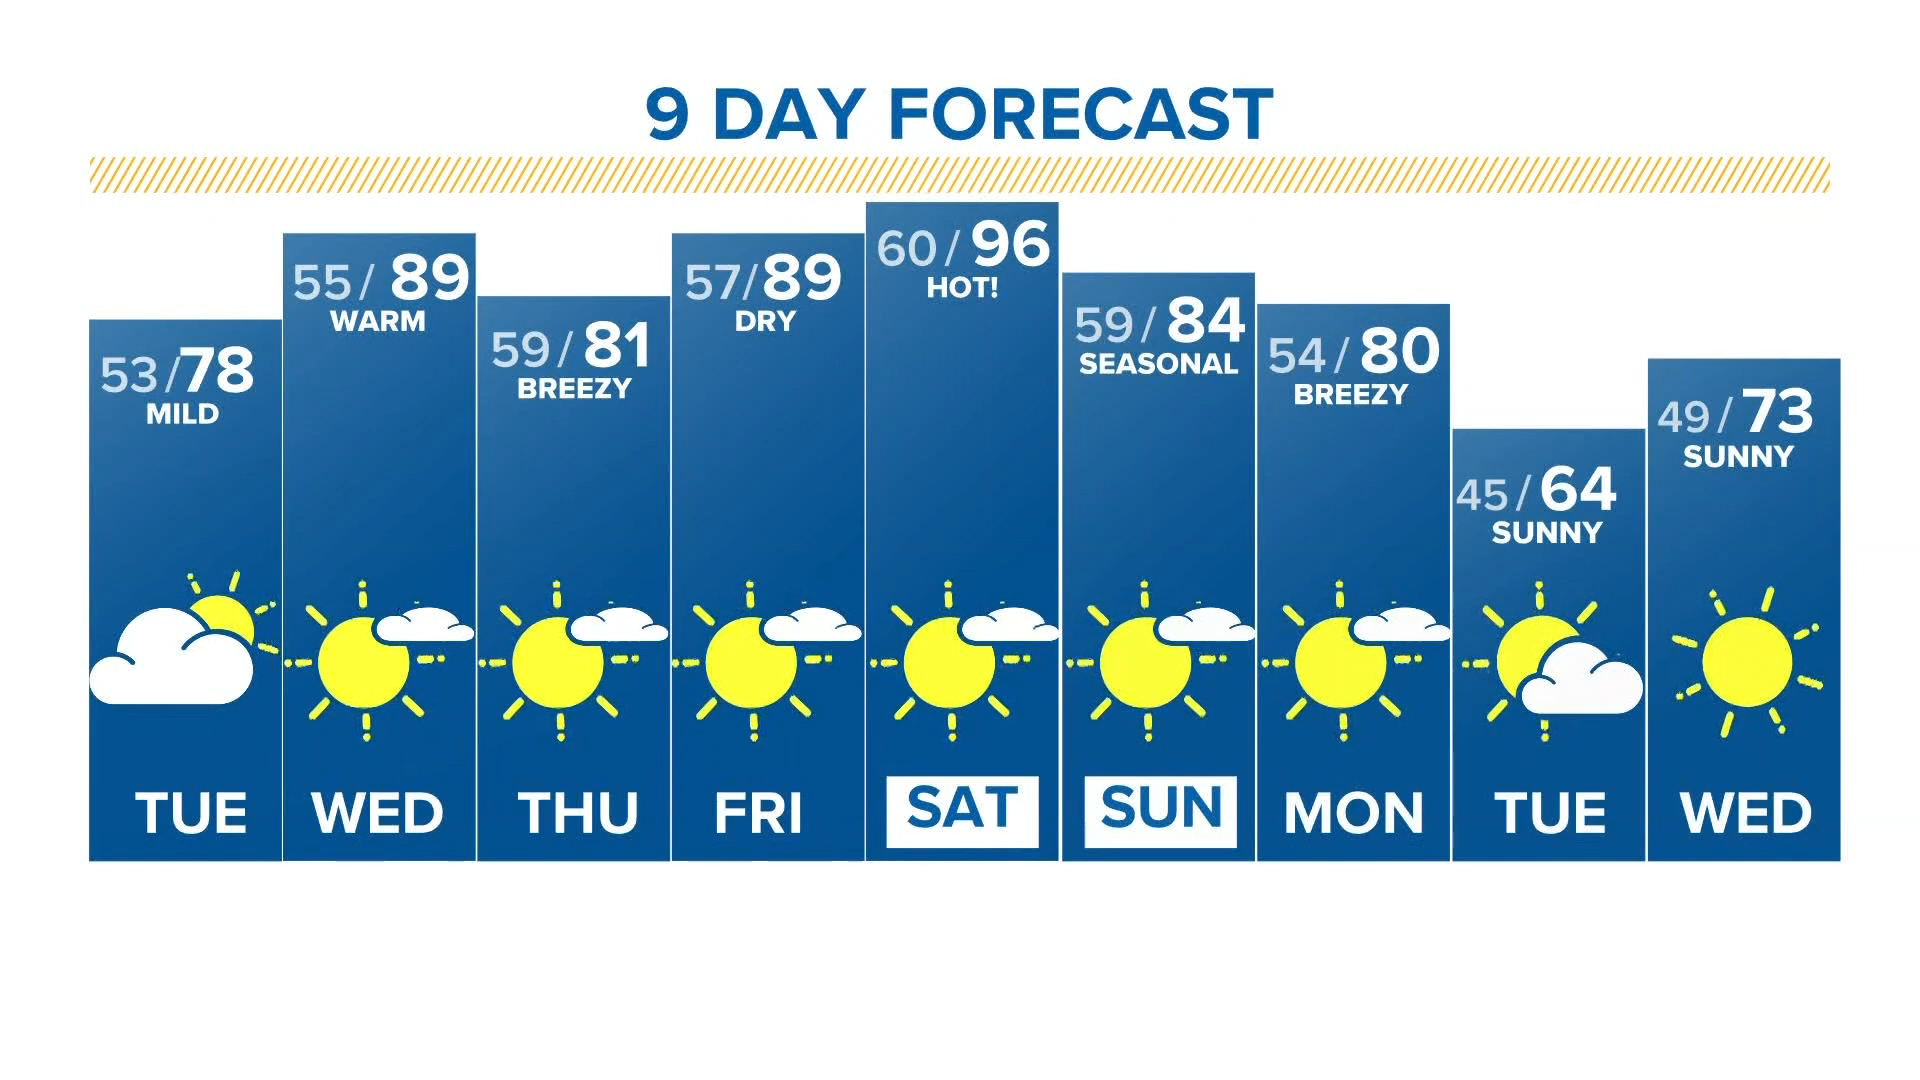 9 DAY FORECAST
53/78
MILD
TUE
55/ 89
WARM
WED
59/ 81
BREEZY
THU
57/89
DRY
FRI
60/ 96
HOT!
SAT
59/ 84
SEASONAL
SUN
54/ 80
BREEZY
MON
45/ 64
SUNNY
TUE
49/ 73
SUNNY
WED